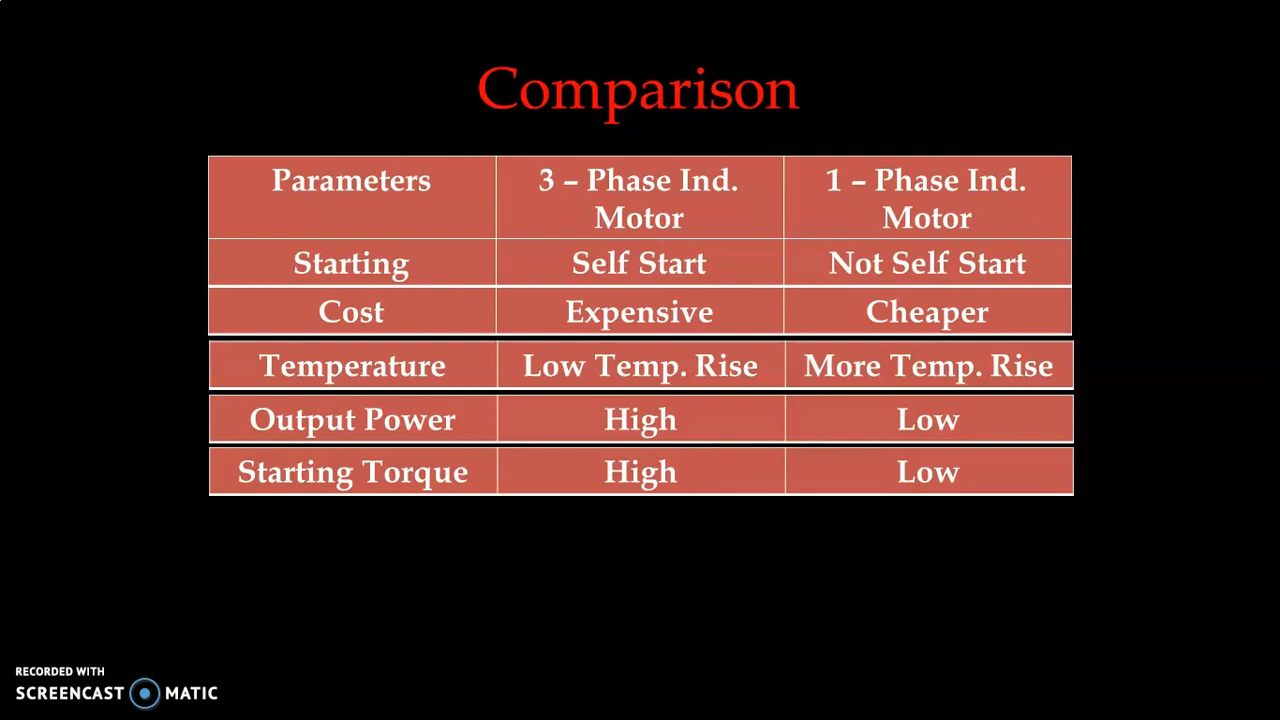 Comparison
Parameters 3 – Phase Ind. Motor 1 – Phase Ind. Motor
Starting Self Start Not Self Start
Cost Expensive Cheaper
Temperature Low Temp. Rise More Temp. Rise
Output Power High Low
Starting Torque High Low
RECORDED WITH
SCREENCAST MATIC